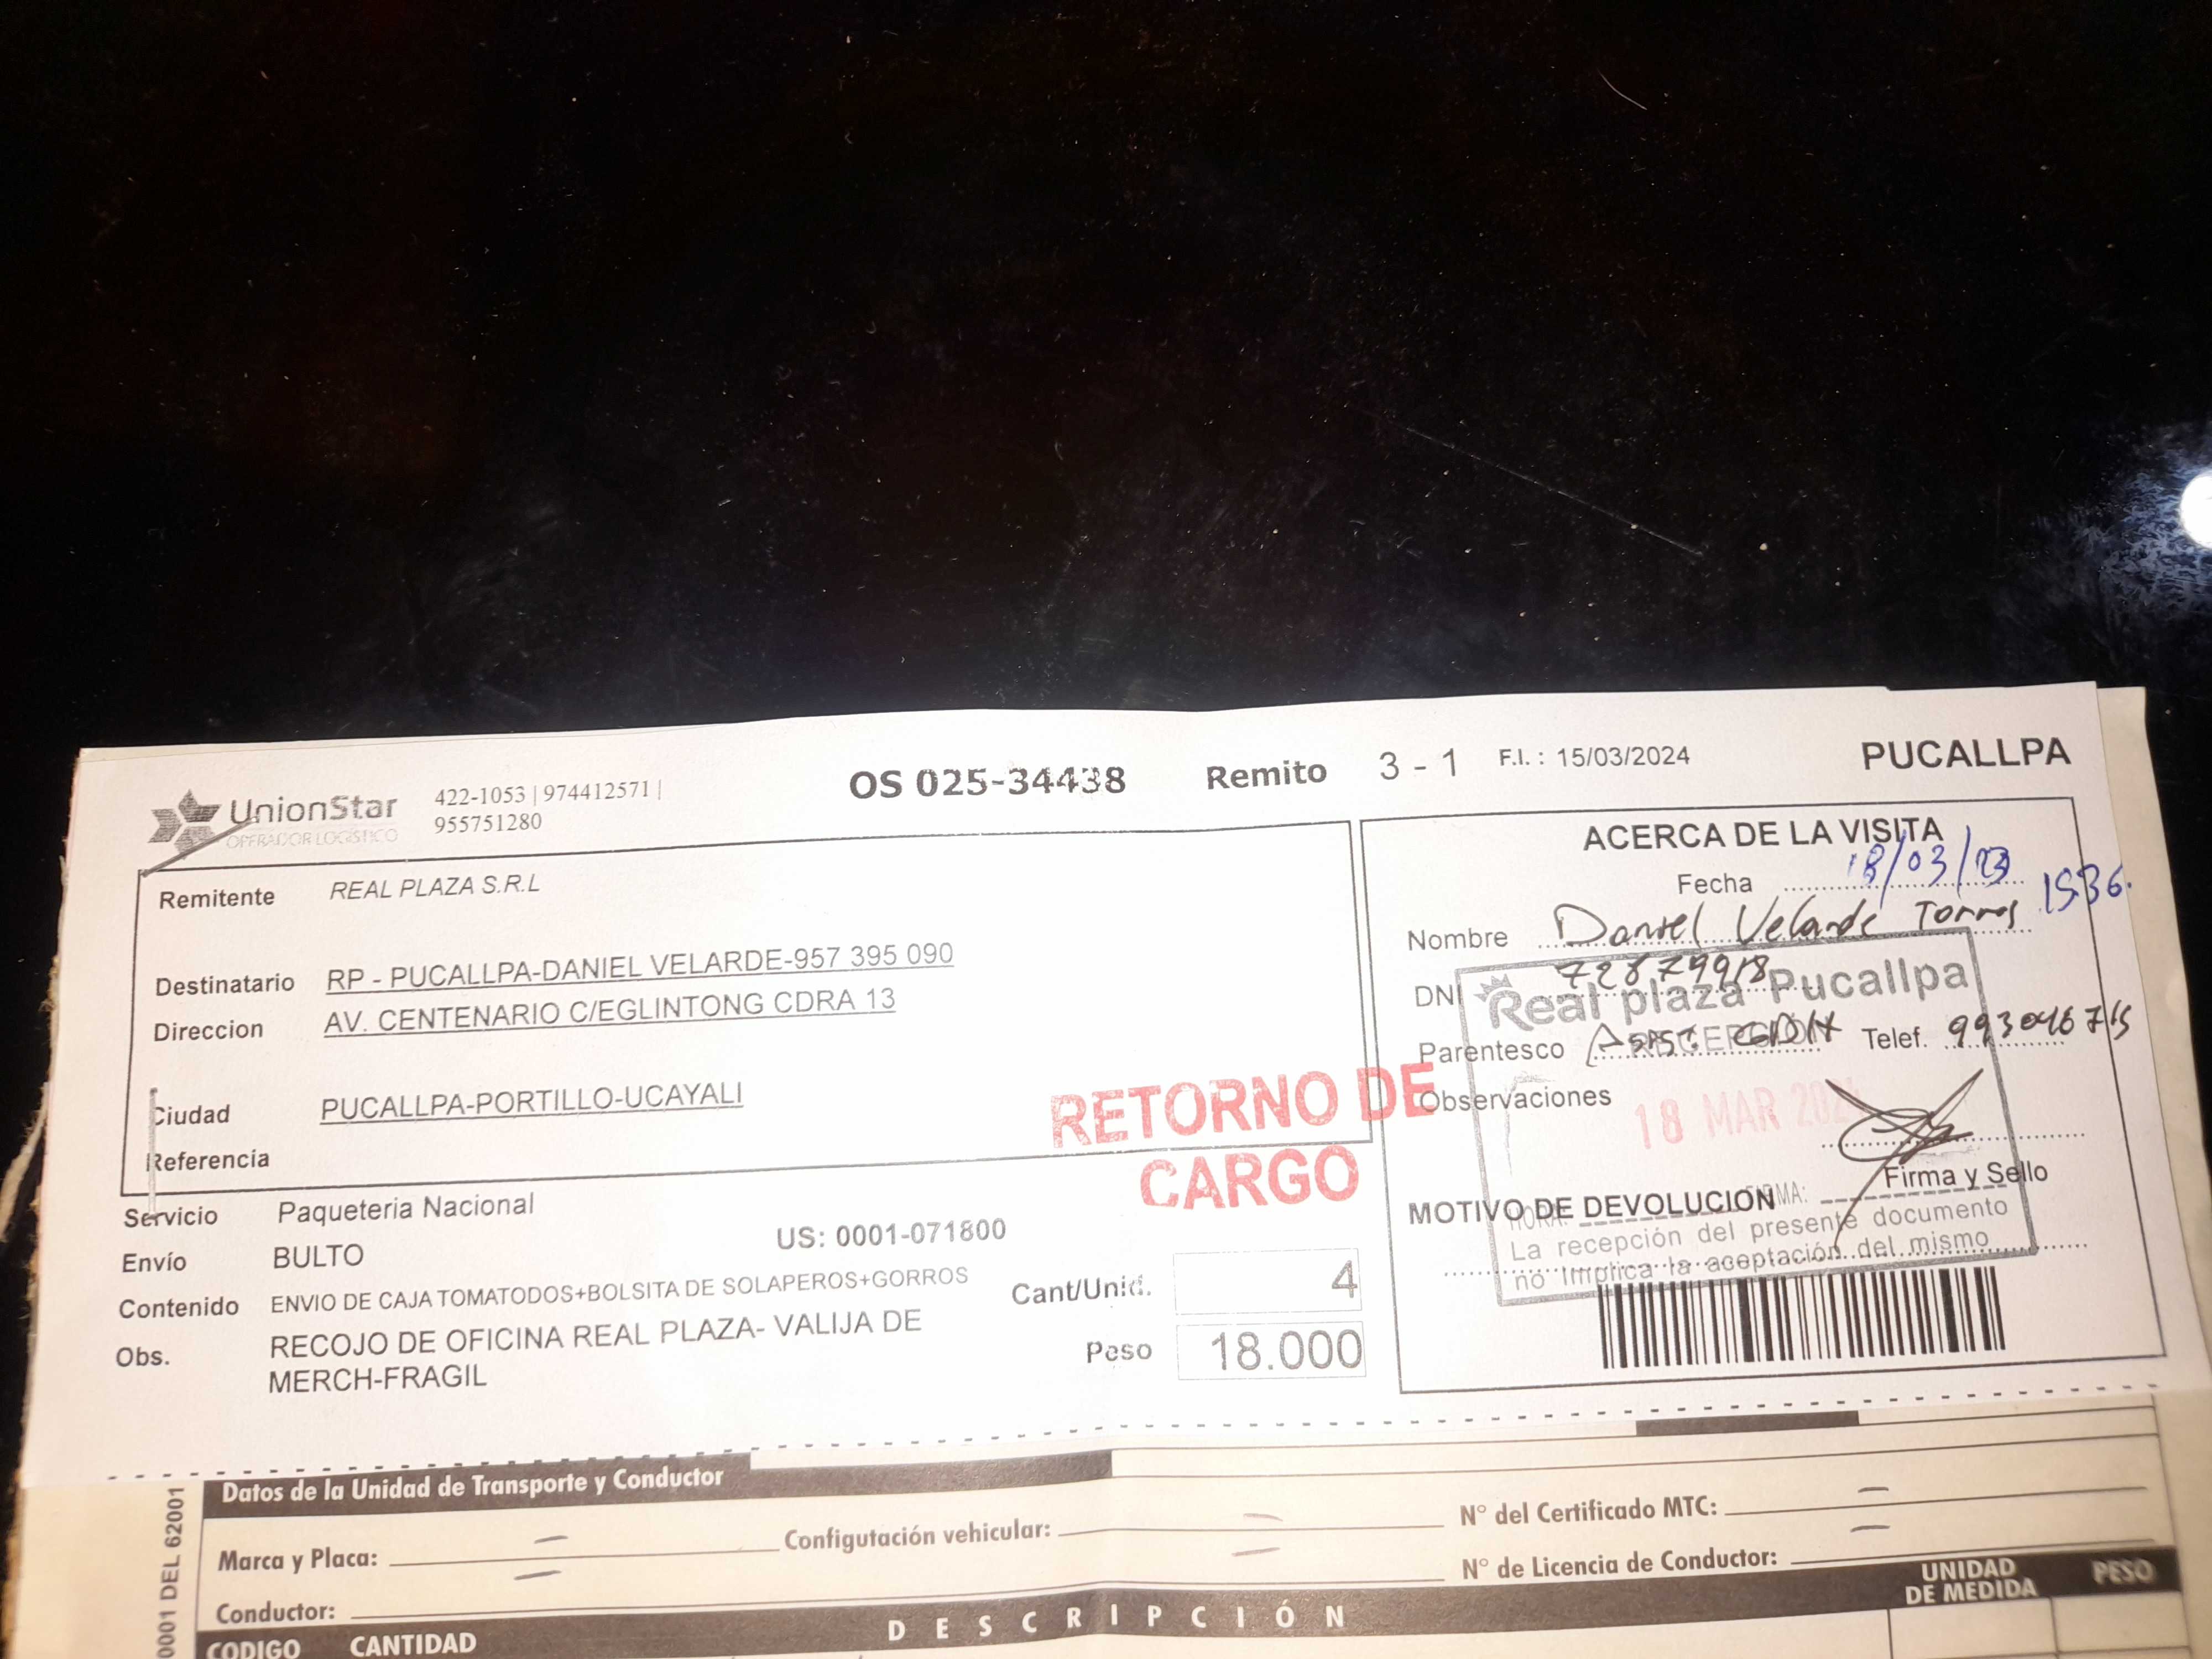 UnionStar
OPERADOR LOGÍSTICO
422-1053 | 974412571 |
955751280
OS 025-34438
Remito 3 - 1
F.I. : 15/03/2024
PUCALLPA
Remitente REAL PLAZA S.R.L
Destinatario RP - PUCALLPA-DANIEL VELARDE-957 395 090
Direccion AV. CENTENARIO C/EGLINTONG CDRA 13
Ciudad PUCALLPA-PORTILLO-UCAYALI
Referencia
RETORNO DE
CARGO
Servicio Paqueteria Nacional
Envío BULTO
US: 0001-071800
Contenido ENVIO DE CAJA TOMATODOS+BOLSITA DE SOLAPEROS+GORROS
Obs. RECOJO DE OFICINA REAL PLAZA- VALIJA DE
MERCH-FRAGIL
Cant/Unid. 4
Peso 18.000
ACERCA DE LA VISITA
Fecha 18/03/23 1536.
Nombre Daniel Velarde Torres
DNI 72879918
Real plaza Pucallpa
RECEPCIÓN
Parentesco Asist. GDH Telef. 993046715
Observaciones
18 MAR
Firma y Sello
MOTIVO DE DEVOLUCION
HORA: FIRMA:
La recepción del presente documento
no implica la aceptación del mismo
0001 DEL 62001
Datos de la Unidad de Transporte y Conductor
Marca y Placa: —
Configutación vehicular: —
N° del Certificado MTC: —
Conductor: —
N° de Licencia de Conductor: —
CODIGO CANTIDAD DESCRIPCIÓN UNIDAD DE MEDIDA PESO